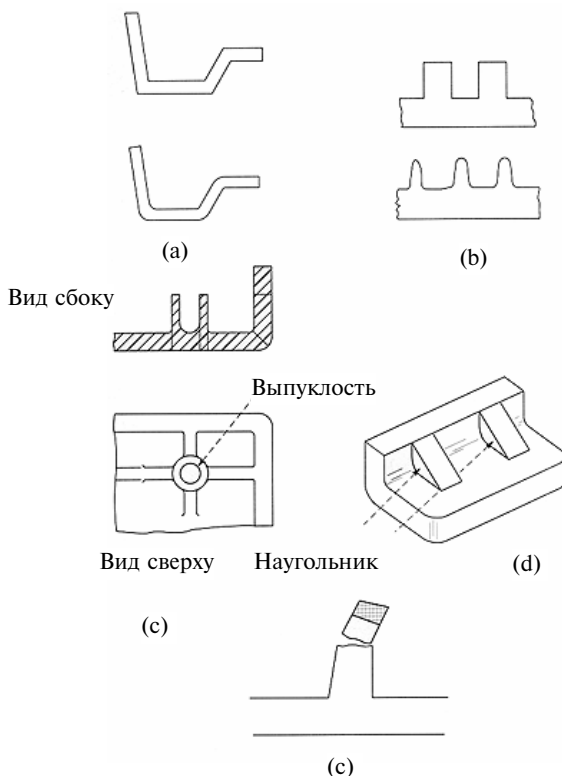 (a)
(b)
Вид сбоку
Выпуклость
Вид сверху
Наугольник
(d)
(c)
(c)